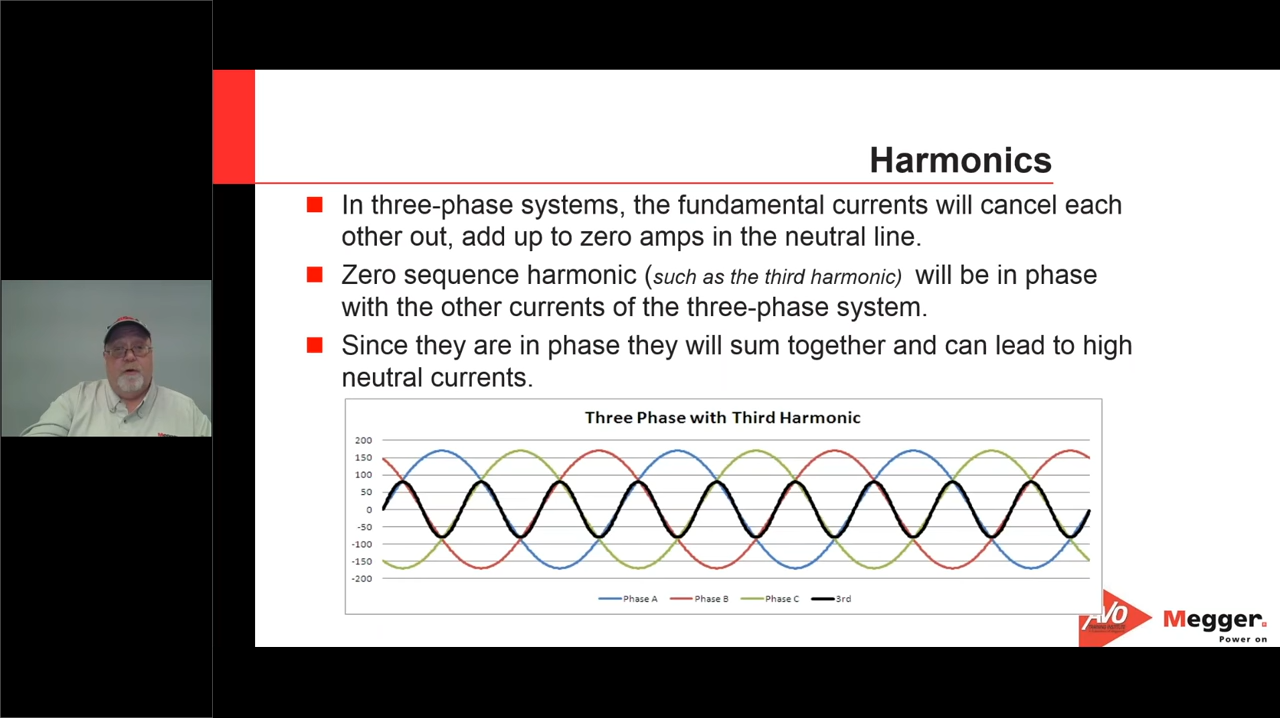 Harmonics
In three-phase systems, the fundamental currents will cancel each
other out, add up to zero amps in the neutral line.
Zero sequence harmonic (such as the third harmonic) will be in phase
with the other currents of the three-phase system.
Since they are in phase they will sum together and can lead to high
neutral currents.
Three Phase with Third Harmonic
200
150
100
50
0
-50
-100
-150
-200
Phase A Phase B Phase C 3rd
AVO
Megger.
Power on